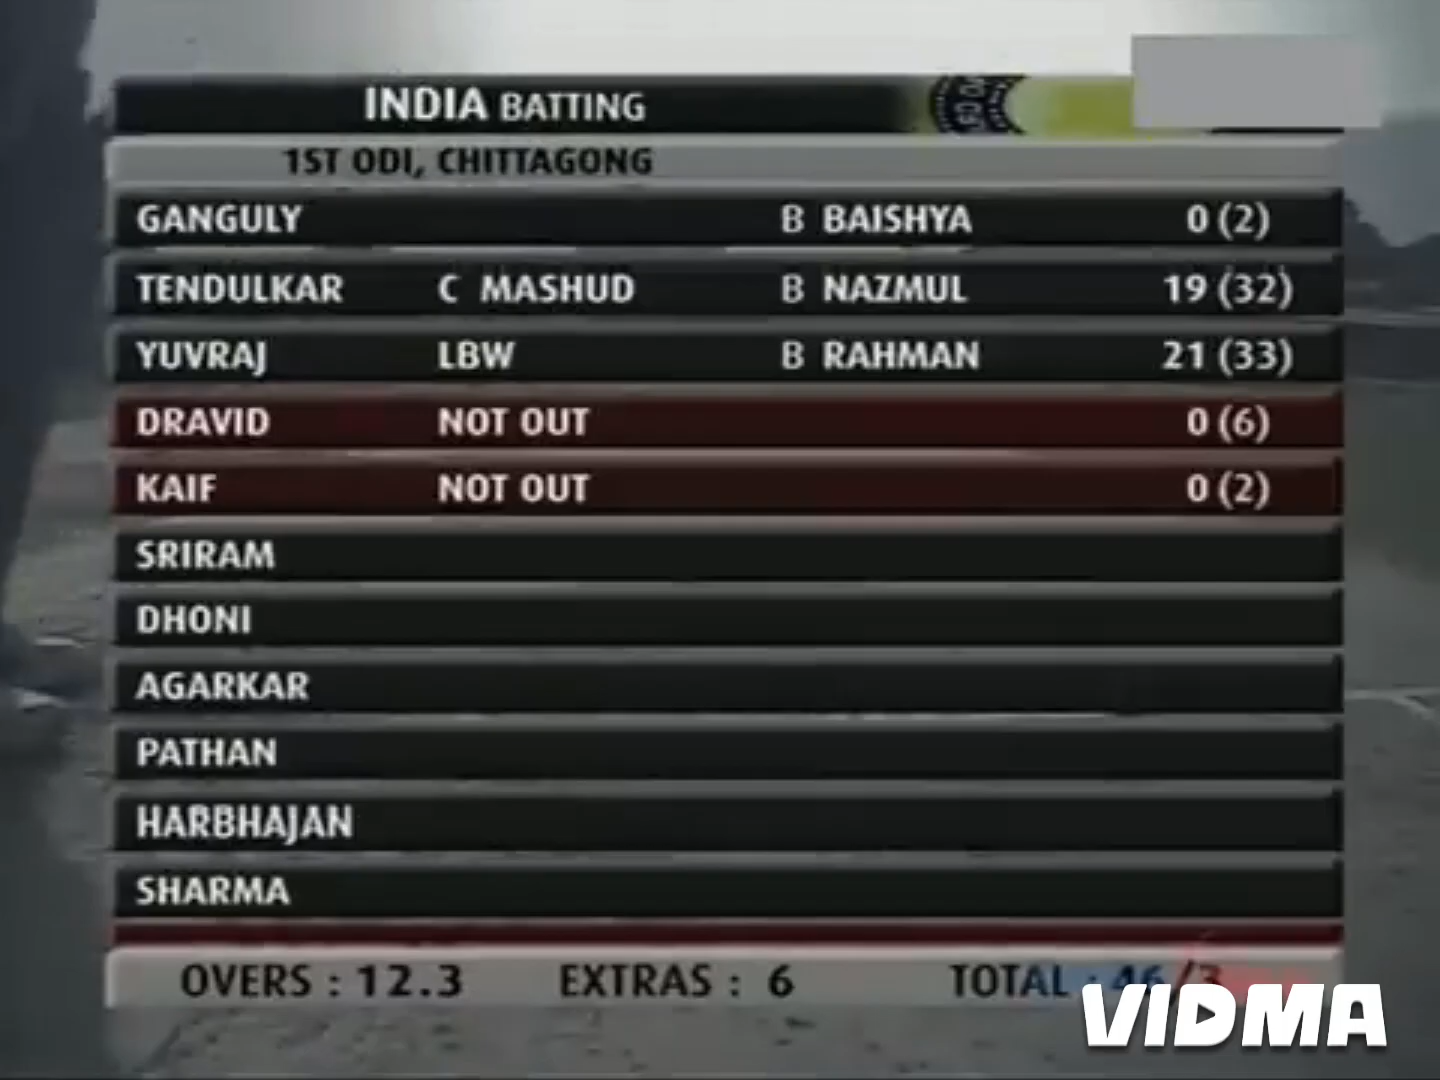 INDIA BATTING
1ST ODI, CHITTAGONG
GANGULY B BAISHYA 0 (2)
TENDULKAR C MASHUD B NAZMUL 19 (32)
YUVRAJ LBW B RAHMAN 21 (33)
DRAVID NOT OUT 0 (6)
KAIF NOT OUT 0 (2)
SRIRAM
DHONI
AGARKAR
PATHAN
HARBHAJAN
SHARMA
OVERS : 12.3 EXTRAS : 6 TOTAL : 46/3
VIDMA